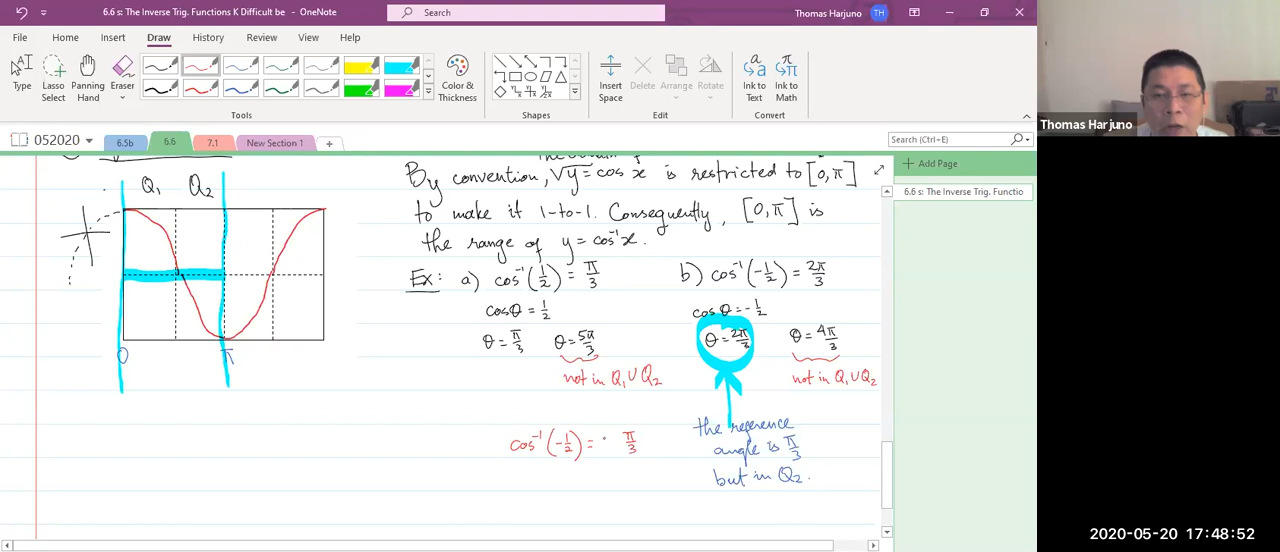 6.6 s: The Inverse Trig. Functions K Difficult be - OneNote
Search
Thomas Harjuno
TH
File Home Insert Draw History Review View Help
Type
Lasso Select
Panning Hand
Eraser
Color & Thickness
Insert Space
Delete
Arrange
Rotate
Ink to Text
Ink to Math
Tools
Shapes
Edit
Convert
052020
6.5b
6.6
7.1
New Section 1
Search (Ctrl+E)
Add Page
6.6 s: The Inverse Trig. Functio
Thomas Harjuno
Q₁ Q₂
0 π
By convention, y = cos x is restricted to [0, π]
to make it 1-to-1. Consequently, [0, π] is
the range of y = cos⁻¹x.
Ex: a) cos⁻¹(1/2) = π/3 b) cos⁻¹(-1/2) = 2π/3
cosθ = 1/2 cosθ = -1/2
θ = π/3 θ = 5π/3 θ = 2π/3 θ = 4π/3
not in Q₁ ∪ Q₂ not in Q₁ ∪ Q₂
cos⁻¹(-1/2) = π/3
the reference
angle is π/3
but in Q₂.
2020-05-20 17:48:52